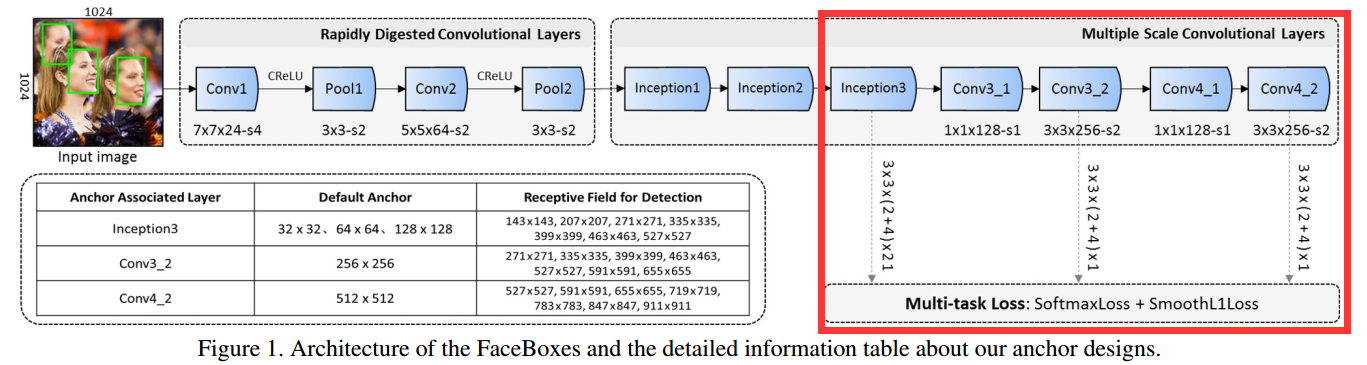 1024
1024
Input image
Rapidly Digested Convolutional Layers
Conv1
CReLU
Pool1
Conv2
CReLU
Pool2
7x7x24-s4
3x3-s2
5x5x64-s2
3x3-s2
Multiple Scale Convolutional Layers
Inception1
Inception2
Inception3
Conv3_1
Conv3_2
Conv4_1
Conv4_2
1x1x128-s1
3x3x256-s2
1x1x128-s1
3x3x256-s2
3x3x(2+4)x21
3x3x(2+4)x1
3x3x(2+4)x1
Multi-task Loss: SoftmaxLoss + SmoothL1Loss
Anchor Associated Layer Default Anchor Receptive Field for Detection
Inception3 32 x 32、64 x 64、128 x 128 143x143, 207x207, 271x271, 335x335,
399x399, 463x463, 527x527
Conv3_2 256 x 256 271x271, 335x335, 399x399, 463x463,
527x527, 591x591, 655x655
Conv4_2 512 x 512 527x527, 591x591, 655x655, 719x719,
783x783, 847x847, 911x911
Figure 1. Architecture of the FaceBoxes and the detailed information table about our anchor designs.